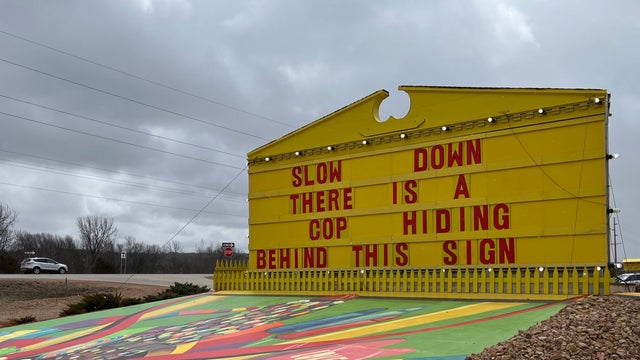 SLOW DOWN
THERE IS A
COP HIDING
BEHIND THIS SIGN